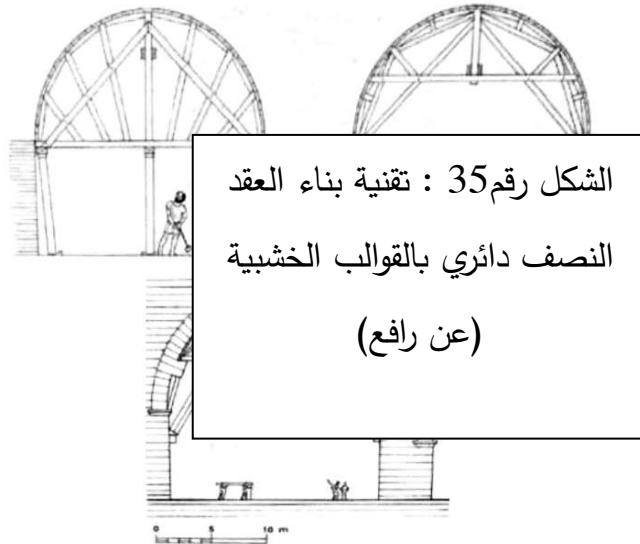 الشكل رقم35 : تقنية بناء العقد
النصف دائري بالقوالب الخشبية
(عن رافع)
0 5 10 m